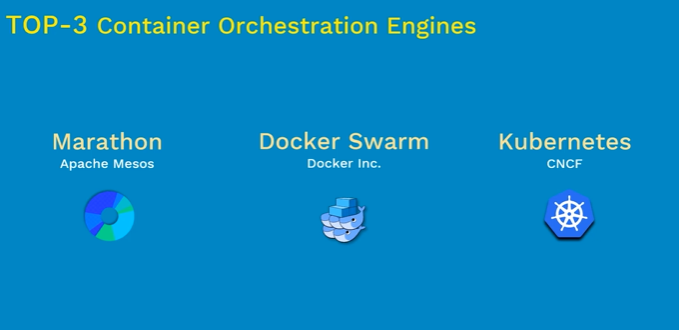 TOP-3 Container Orchestration Engines
Marathon
Apache Mesos
Docker Swarm
Docker Inc.
Kubernetes
CNCF